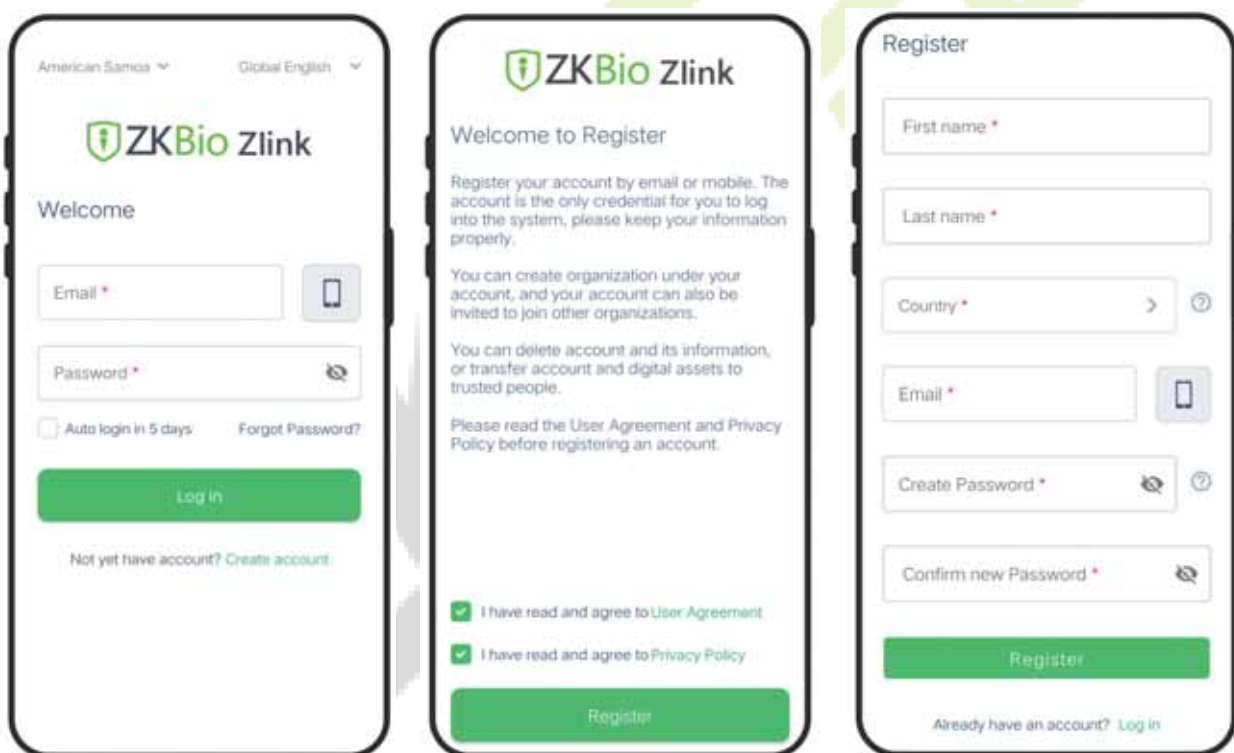 American Samoa
Global English
ZKBio Zlink
Welcome
Email *
Password *
Auto login in 5 days
Forgot Password?
Log in
Not yet have account? Create account
ZKBio Zlink
Welcome to Register
Register your account by email or mobile. The
account is the only credential for you to log
into the system, please keep your information
properly.
You can create organization under your
account, and your account can also be
invited to join other organizations.
You can delete account and its information,
or transfer account and digital assets to
trusted people.
Please read the User Agreement and Privacy
Policy before registering an account.
I have read and agree to User Agreement
I have read and agree to Privacy Policy
Register
Register
First name *
Last name *
Country *
Email *
Create Password *
Confirm new Password *
Register
Already have an account? Log in